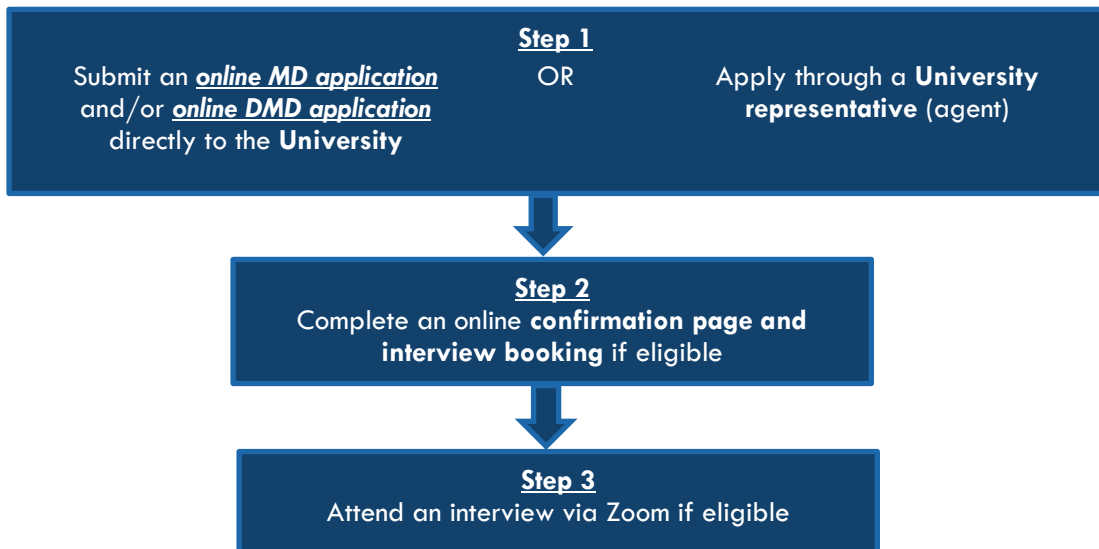 Step 1
Submit an online MD application
and/or online DMD application
directly to the University
OR
Apply through a University
representative (agent)
Step 2
Complete an online confirmation page and
interview booking if eligible
Step 3
Attend an interview via Zoom if eligible